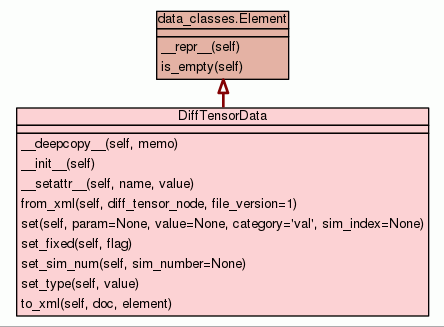 data_classes.Element
__repr__(self)
is_empty(self)
DiffTensorData
__deepcopy__(self, memo)
__init__(self)
__setattr__(self, name, value)
from_xml(self, diff_tensor_node, file_version=1)
set(self, param=None, value=None, category='val', sim_index=None)
set_fixed(self, flag)
set_sim_num(self, sim_number=None)
set_type(self, value)
to_xml(self, doc, element)